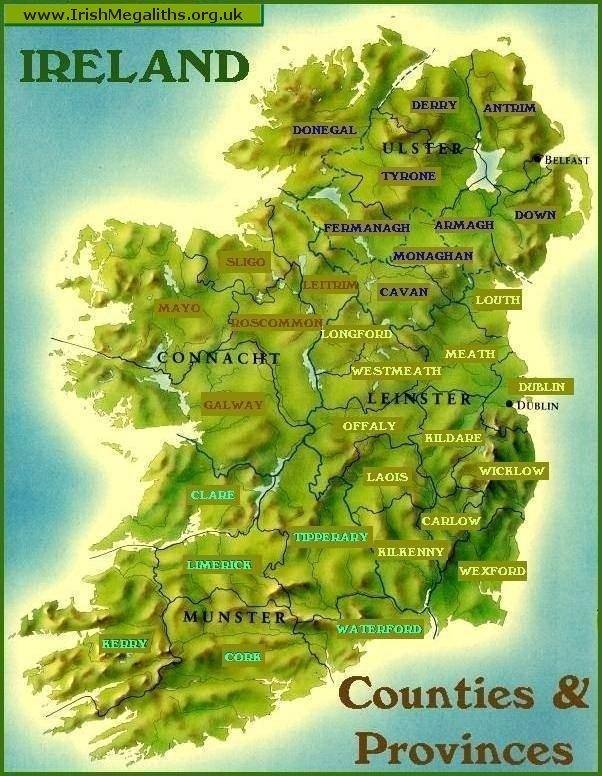 www.IrishMegaliths.org.uk
IRELAND
DERRY
ANTRIM
DONEGAL
ULSTER
BELFAST
TYRONE
DOWN
FERMANAGH
ARMAGH
MONAGHAN
SLIGO
LEITRIM
CAVAN
LOUTH
MAYO
ROSCOMMON
LONGFORD
CONNACHT
MEATH
WESTMEATH
DUBLIN
LEINSTER
DUBLIN
GALWAY
OFFALY
KILDARE
WICKLOW
LAOIS
CLARE
CARLOW
TIPPERARY
KILKENNY
LIMERICK
WEXFORD
MUNSTER
WATERFORD
KERRY
CORK
Counties &
Provinces